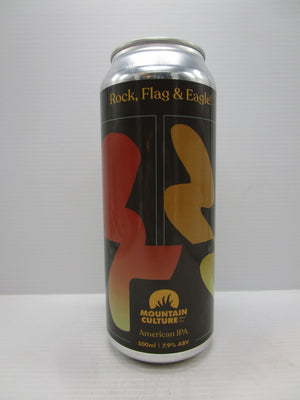 Rock, Flag & Eagle!
MOUNTAIN
CULTURE
American IPA
500ml | 7.9% ABV